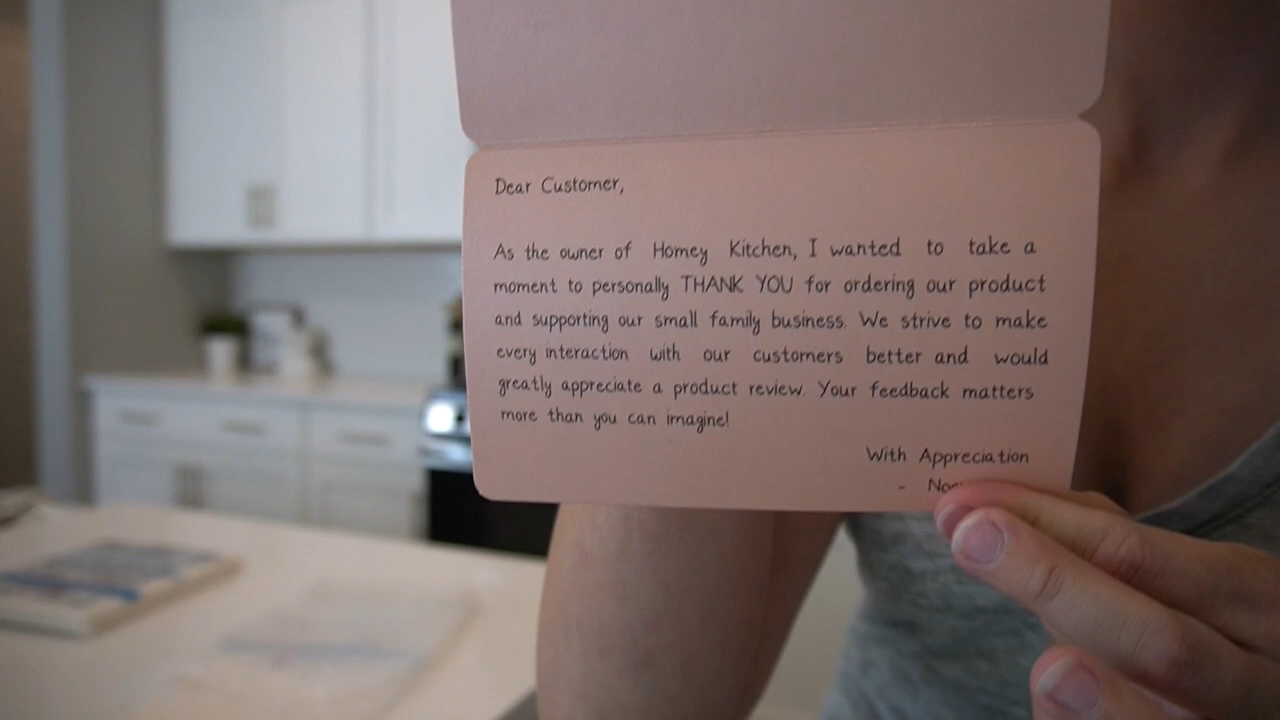 Dear Customer,
As the owner of Homey Kitchen, I wanted to take a
moment to personally THANK YOU for ordering our product
and supporting our small family business. We strive to make
every interaction with our customers better and would
greatly appreciate a product review. Your feedback matters
more than you can imagine!
With Appreciation
-